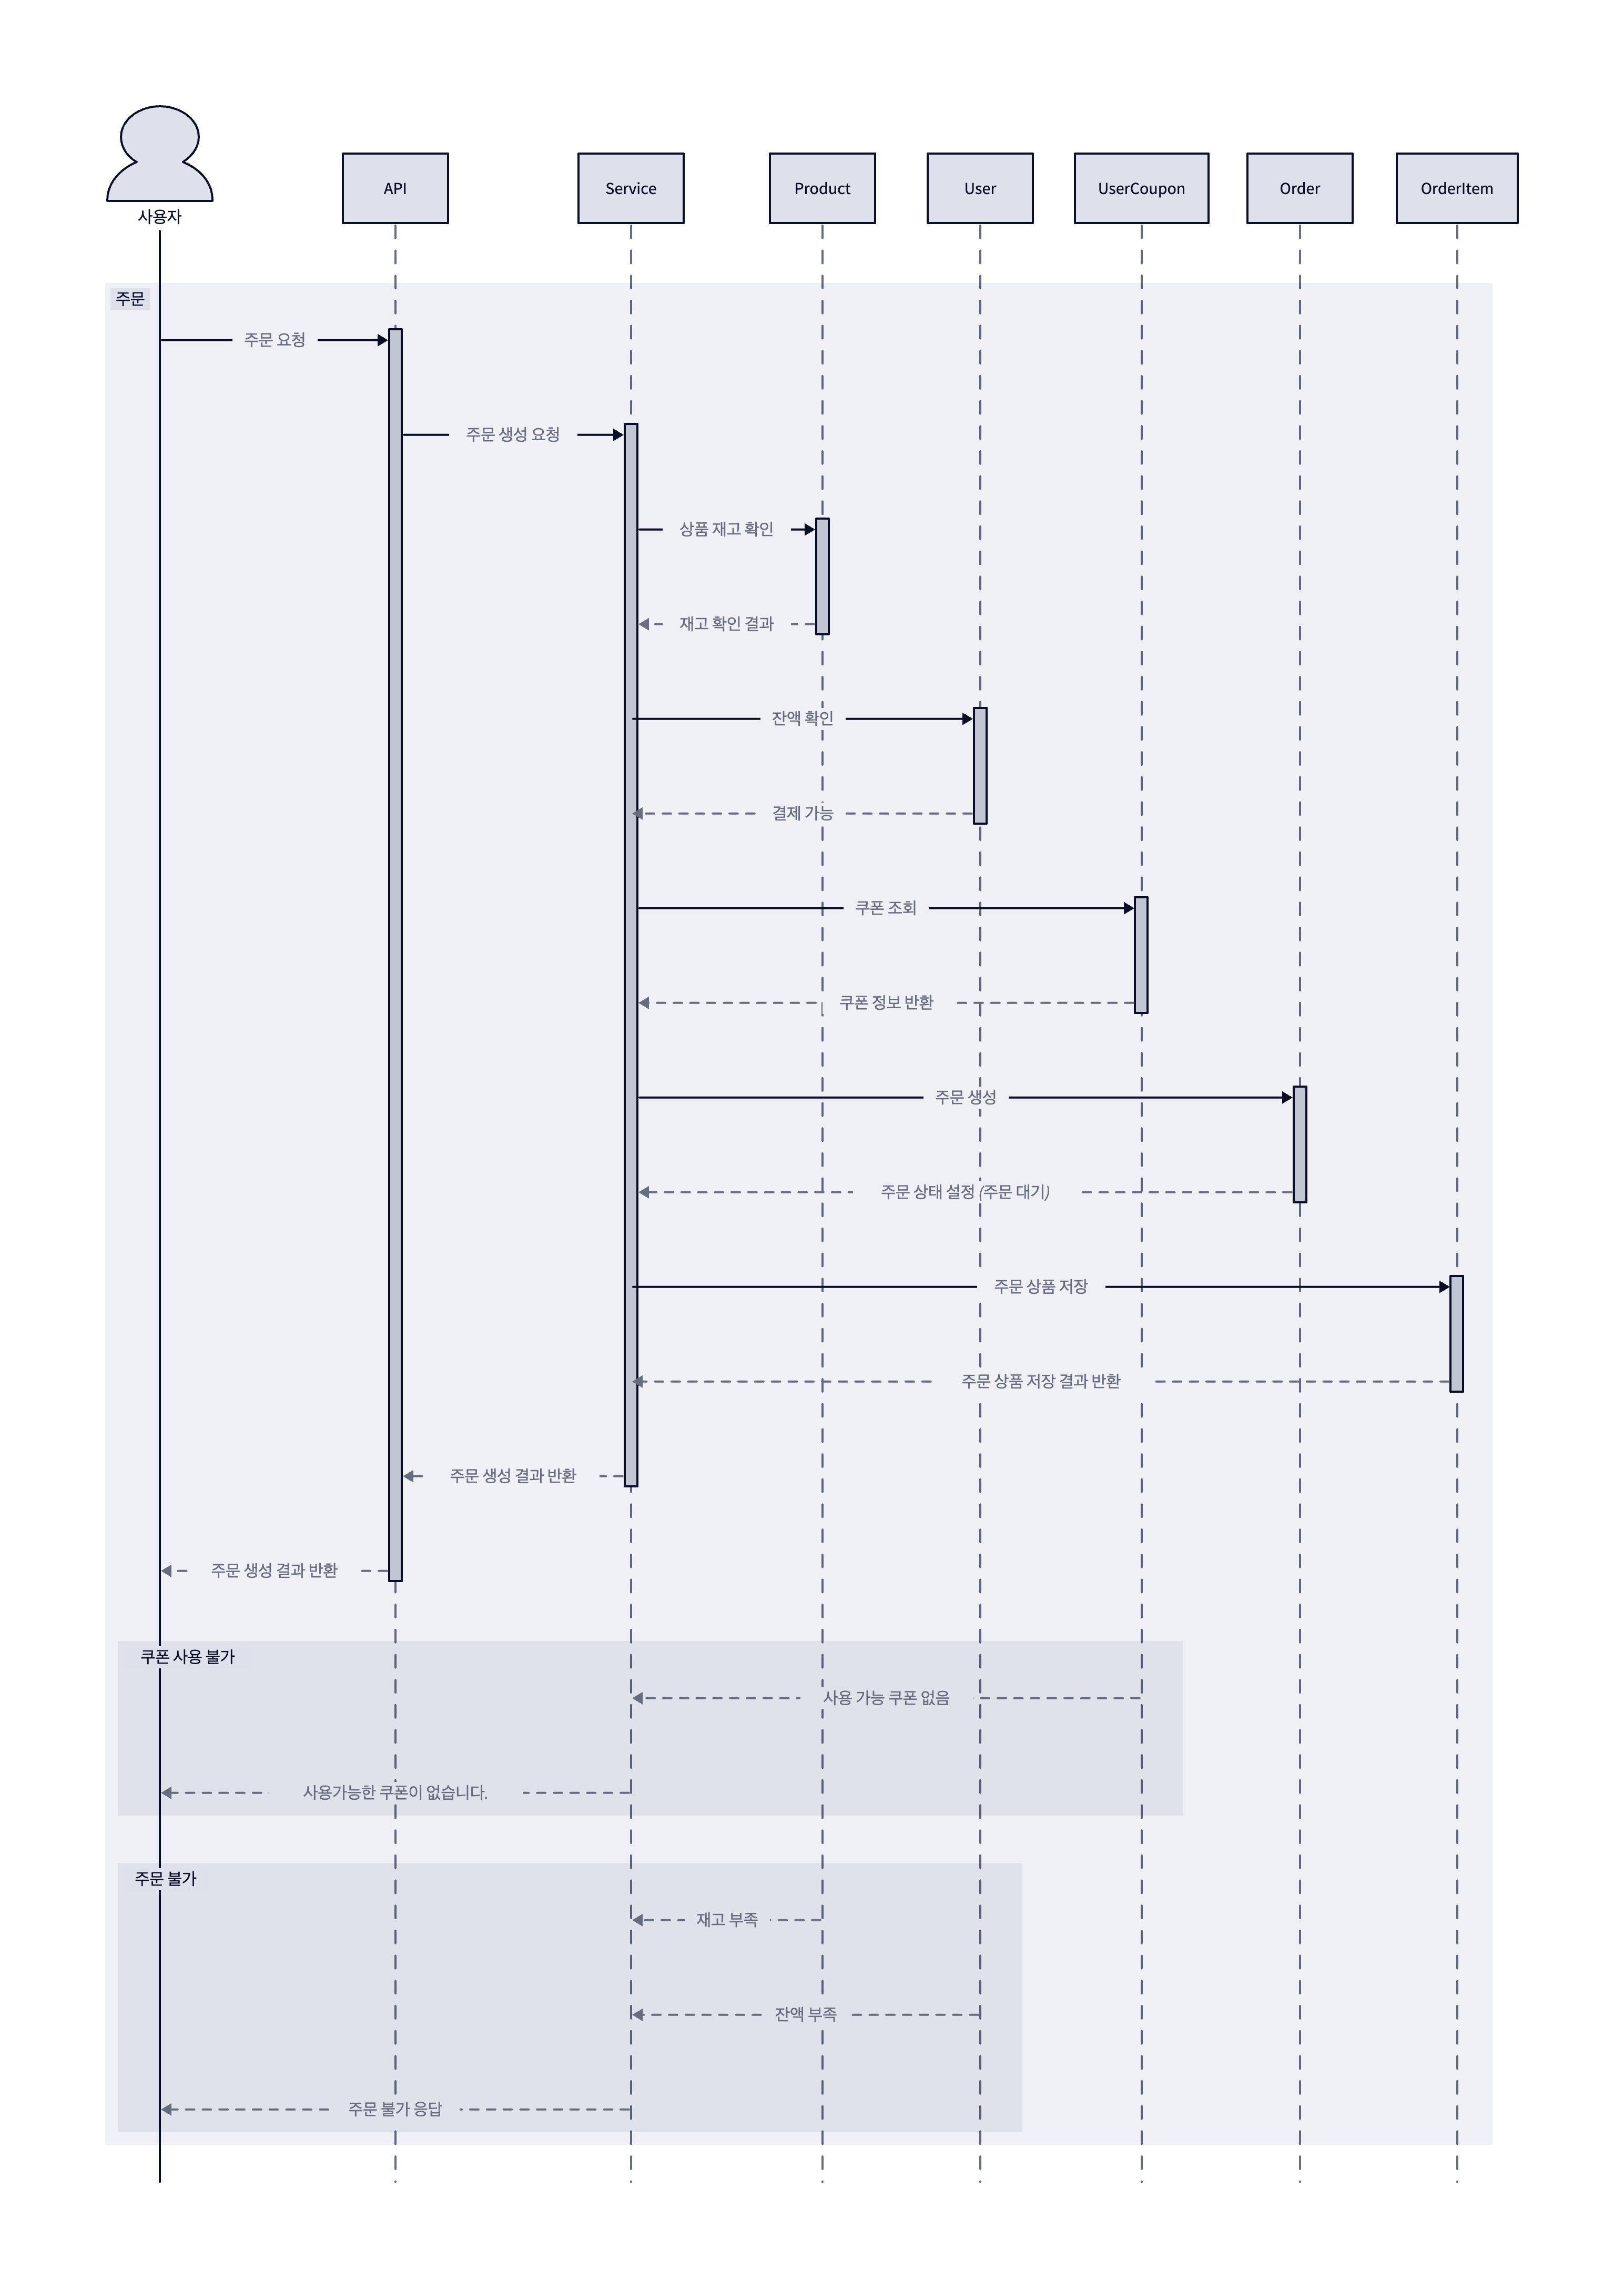 사용자
API
Service
Product
User
UserCoupon
Order
OrderItem
주문
주문 요청
주문 생성 요청
상품 재고 확인
재고 확인 결과
잔액 확인
결제 가능
쿠폰 조회
쿠폰 정보 반환
주문 생성
주문 상태 설정 (주문 대기)
주문 상품 저장
주문 상품 저장 결과 반환
주문 생성 결과 반환
주문 생성 결과 반환
쿠폰 사용 불가
사용 가능 쿠폰 없음
사용가능한 쿠폰이 없습니다.
주문 불가
재고 부족
잔액 부족
주문 불가 응답